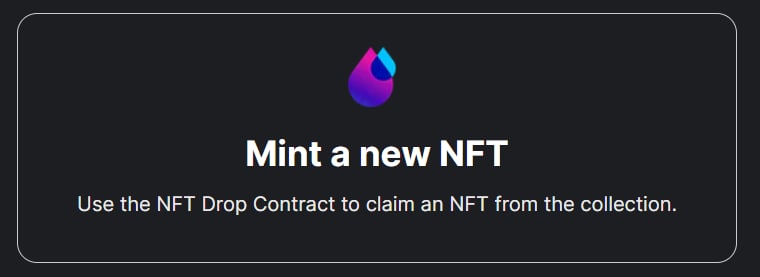 Mint a new NFT
Use the NFT Drop Contract to claim an NFT from the collection.